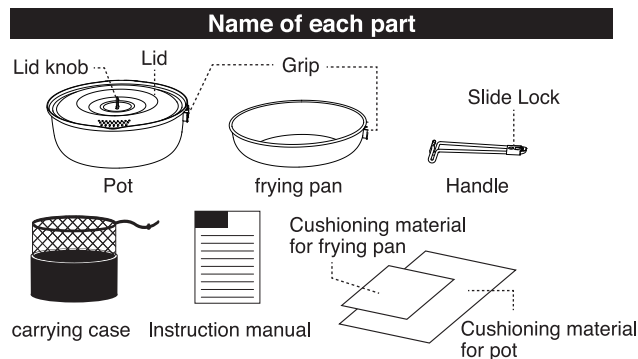 Name of each part
Lid knob
Lid
Grip
Slide Lock
Pot
frying pan
Handle
Cushioning material
for frying pan
carrying case
Instruction manual
Cushioning material
for pot